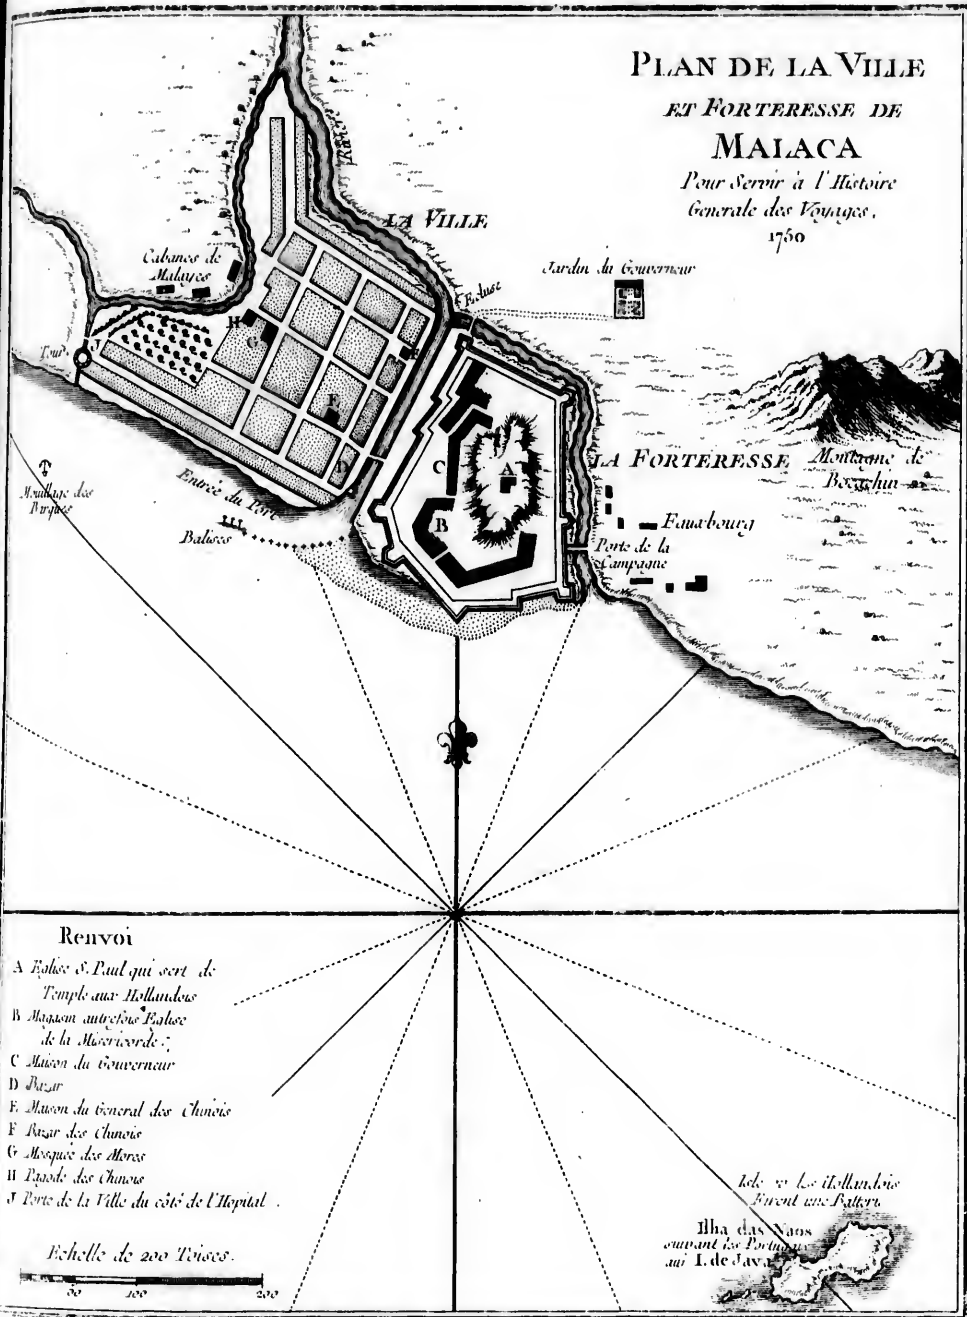 PLAN DE LA VILLE
ET FORTERESSE DE
MALACA
Pour Servir à l'Histoire
Generale des Voyages.
1750
LA VILLE
Jardin du Gouverneur
Cabanes de
Malayes
Ecluse
H
G
F
J
Tour
E
D
LA FORTERESSE
C
A
B
Montagne de
Mouillage des
Barques
Entrée du Port
Balises
Fauxbourg
Porte de la
Campagne
Renvoi
A Eglise S. Paul qui sert de
Temple aux Hollandois
B Magasin autrefois Eglise
de la Misericorde
C Maison du Gouverneur
D Bazar
E Maison du General des Chinois
F Bazar des Chinois
G Mosquée des Mores
H Pagode des Chinois
J Porte de la Ville du côté de l'Hopital.
Echelle de 200 Toises.
50 100 200
Isle où les Hollandois
Firent une Batterie
Ilha das Naos
suivant les Portugais
I. de Java